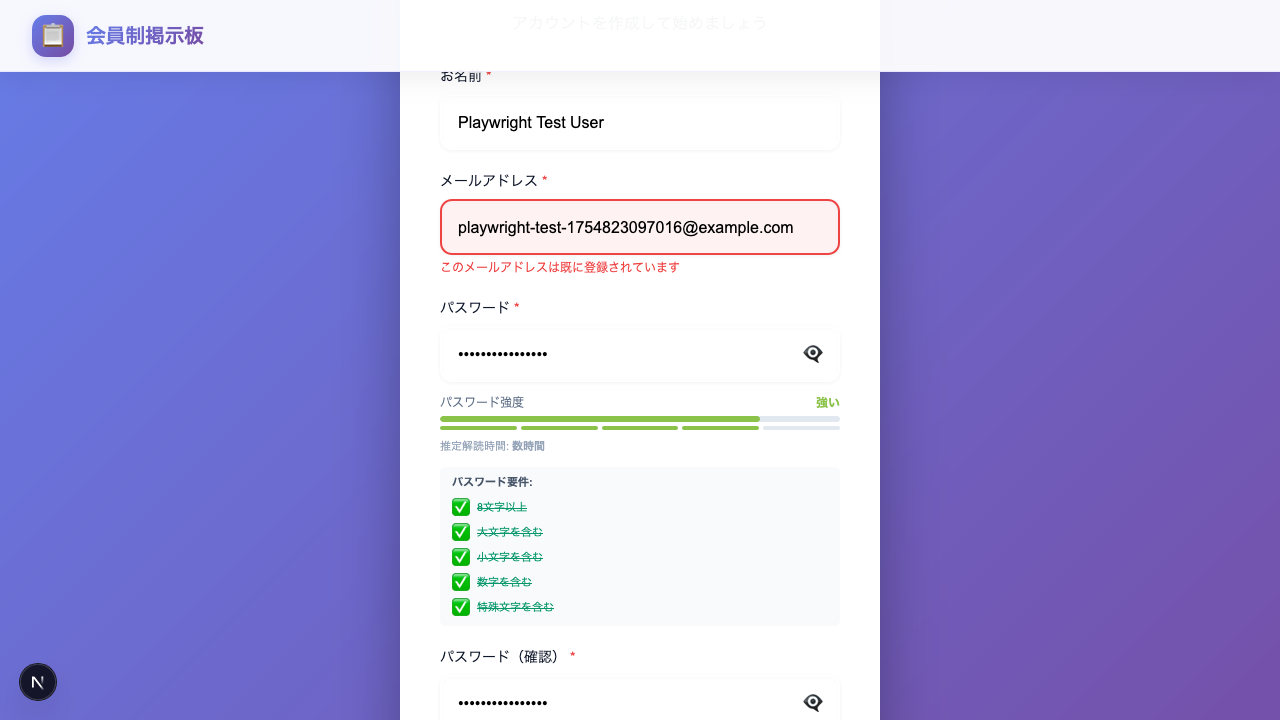 会員制掲示板
アカウントを作成して始めましょう
お名前 *
Playwright Test User
メールアドレス *
playwright-test-1754823097016@example.com
このメールアドレスは既に登録されています
パスワード *
••••••••••••••••
パスワード強度 強い
推定解読時間: 数時間
パスワード要件:
8文字以上
大文字を含む
小文字を含む
数字を含む
特殊文字を含む
パスワード（確認） *
••••••••••••••••
N